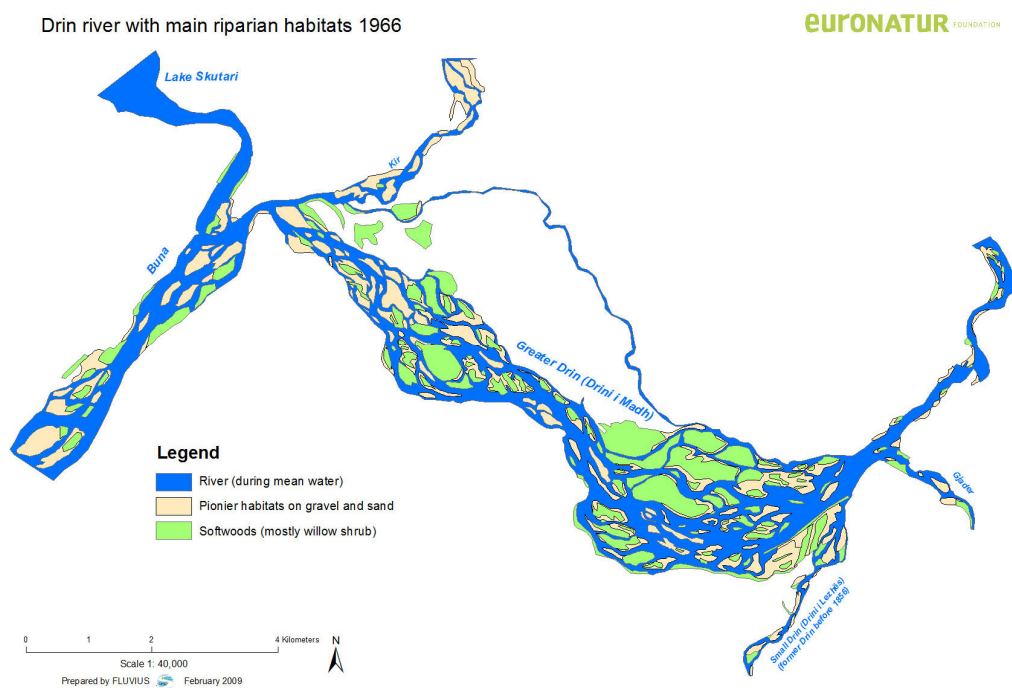 Drin river with main riparian habitats 1966
euronatur FOUNDATION
Lake Skutari
Kir
Buna
Greater Drin (Drini i Madh)
Gjader
Small Drin (Drini i Lezhës)
(former Drin before 1856)
Legend
River (during mean water)
Pionier habitats on gravel and sand
Softwoods (mostly willow shrub)
0 1 2 4 Kilometers
N
Scale 1: 40,000
Prepared by FLUVIUS February 2009